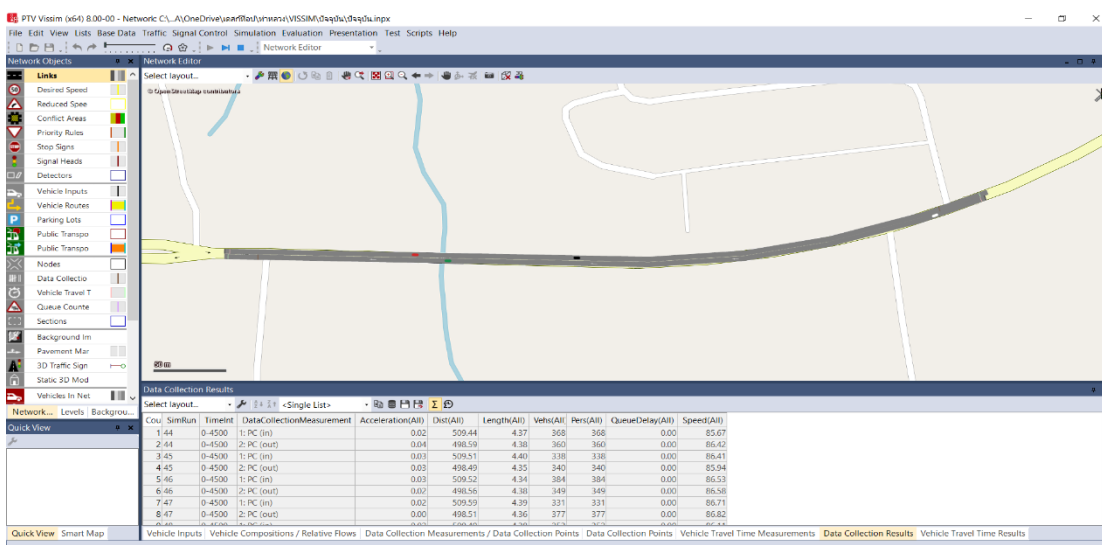 PTV Vissim (x64) 8.00-00 - Network: C:\...A\OneDrive\เดสก์ท็อป\ท่าหลวง\VISSIM\ปัจจุบัน\ปัจจุบัน.inpx
File Edit View Lists Base Data Traffic Signal Control Simulation Evaluation Presentation Test Scripts Help
Network Editor
Network Objects
Network Editor
Links
Select layout...
Desired Speed
© OpenStreetMap contributors
Reduced Spee
Conflict Areas
Priority Rules
Stop Signs
Signal Heads
Detectors
Vehicle Inputs
Vehicle Routes
Parking Lots
Public Transpo
Public Transpo
Nodes
Data Collectio
Vehicle Travel T
Queue Counte
Sections
Background Im
Pavement Mar
3D Traffic Sign
Static 3D Mod
Vehicles In Net
Network... Levels Backgrou...
50 m
Quick View
Quick View Smart Map
Data Collection Results
Select layout... <Single List>
Cou SimRun TimeInt DataCollectionMeasurement Acceleration(All) Dist(All) Length(All) Vehs(All Pers(All) QueueDelay(All) Speed(All)
1 44 0-4500 1: PC (in) 0.02 509.44 4.37 368 368 0.00 85.67
2 44 0-4500 2: PC (out) 0.04 498.59 4.38 360 360 0.00 86.42
3 45 0-4500 1: PC (in) 0.03 509.51 4.40 338 338 0.00 86.41
4 45 0-4500 2: PC (out) 0.03 498.49 4.35 340 340 0.00 85.94
5 46 0-4500 1: PC (in) 0.03 509.52 4.34 384 384 0.00 86.53
6 46 0-4500 2: PC (out) 0.02 498.56 4.38 349 349 0.00 86.58
7 47 0-4500 1: PC (in) 0.02 509.59 4.39 331 331 0.00 86.71
8 47 0-4500 2: PC (out) 0.00 498.51 4.36 377 377 0.00 86.82
Vehicle Inputs Vehicle Compositions / Relative Flows Data Collection Measurements / Data Collection Points Data Collection Points Vehicle Travel Time Measurements Data Collection Results Vehicle Travel Time Results